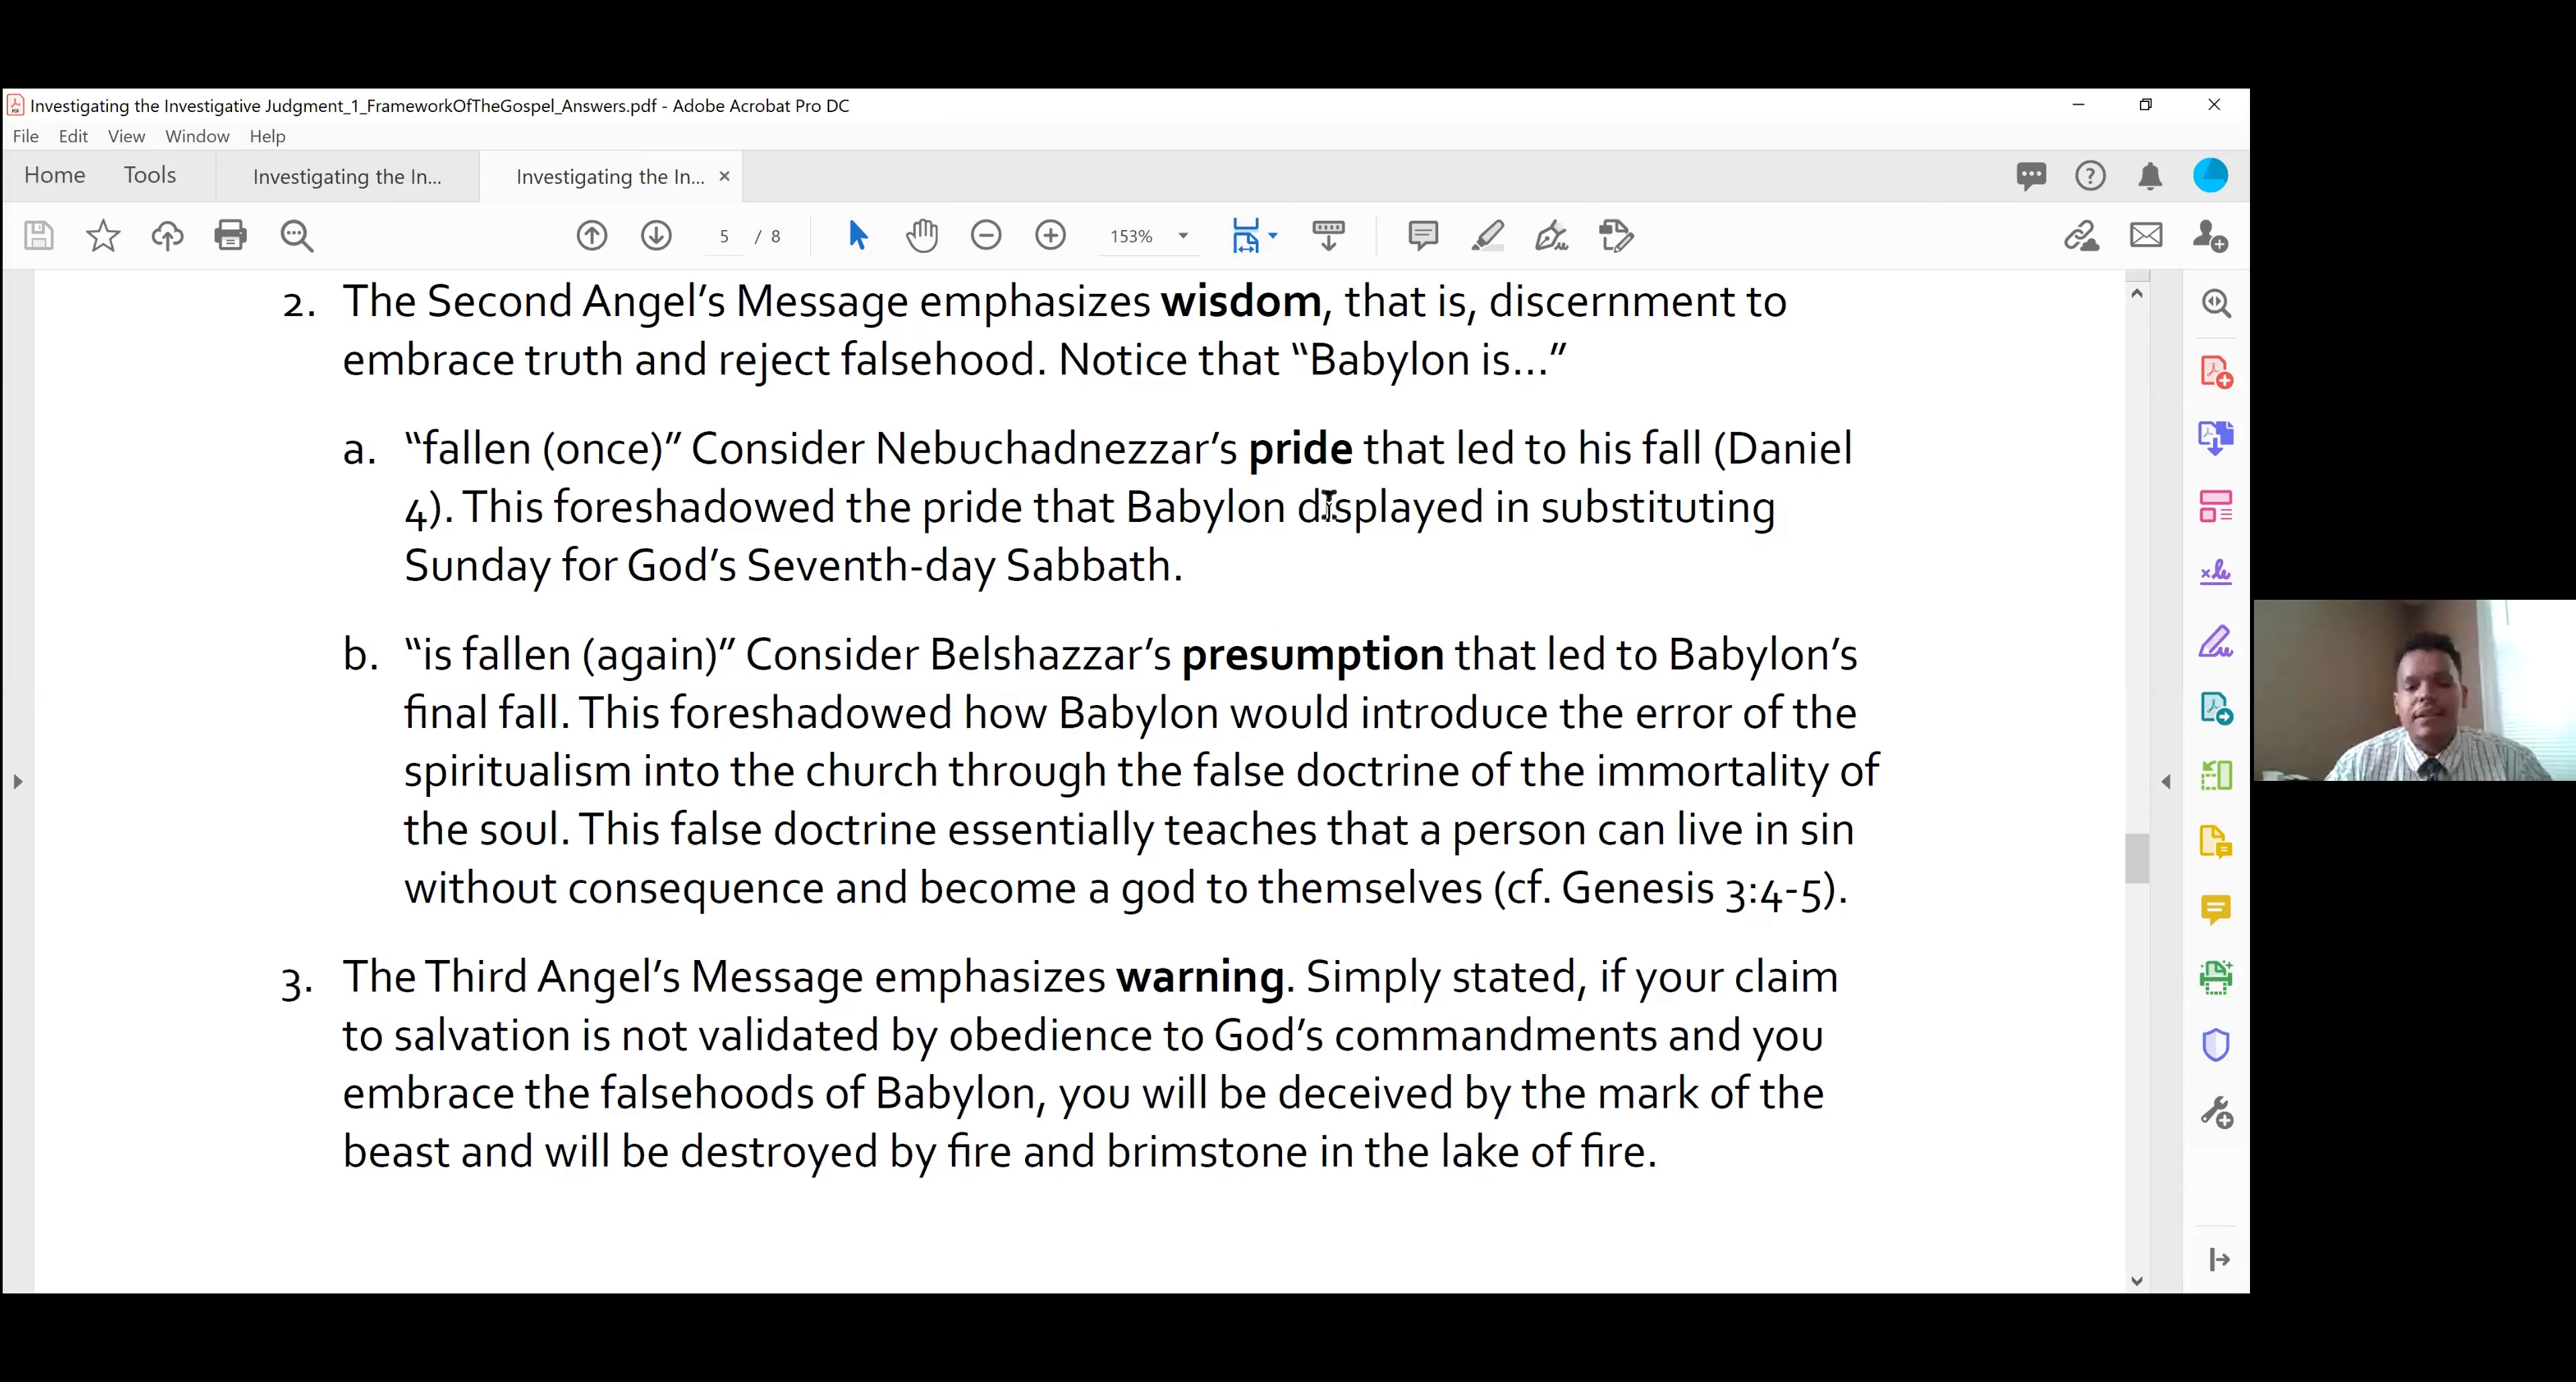 Investigating the Investigative Judgment_1_FrameworkOfTheGospel_Answers.pdf - Adobe Acrobat Pro DC
File Edit View Window Help
Home Tools Investigating the In... Investigating the In...
5 / 8 153%
2. The Second Angel’s Message emphasizes wisdom, that is, discernment to
embrace truth and reject falsehood. Notice that “Babylon is…”
a. “fallen (once)” Consider Nebuchadnezzar’s pride that led to his fall (Daniel
4). This foreshadowed the pride that Babylon displayed in substituting
Sunday for God’s Seventh-day Sabbath.
b. “is fallen (again)” Consider Belshazzar’s presumption that led to Babylon’s
final fall. This foreshadowed how Babylon would introduce the error of the
spiritualism into the church through the false doctrine of the immortality of
the soul. This false doctrine essentially teaches that a person can live in sin
without consequence and become a god to themselves (cf. Genesis 3:4-5).
3. The Third Angel’s Message emphasizes warning. Simply stated, if your claim
to salvation is not validated by obedience to God’s commandments and you
embrace the falsehoods of Babylon, you will be deceived by the mark of the
beast and will be destroyed by fire and brimstone in the lake of fire.